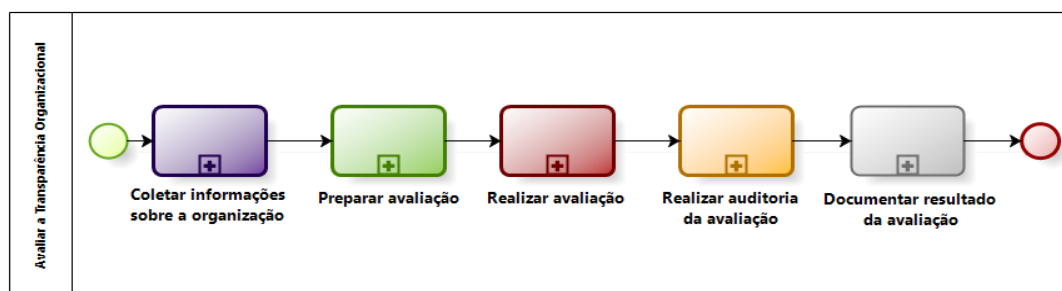 Avaliar a Transparência Organizacional
Coletar informações
sobre a organização
Preparar avaliação
Realizar avaliação
Realizar auditoria
da avaliação
Documentar resultado
da avaliação